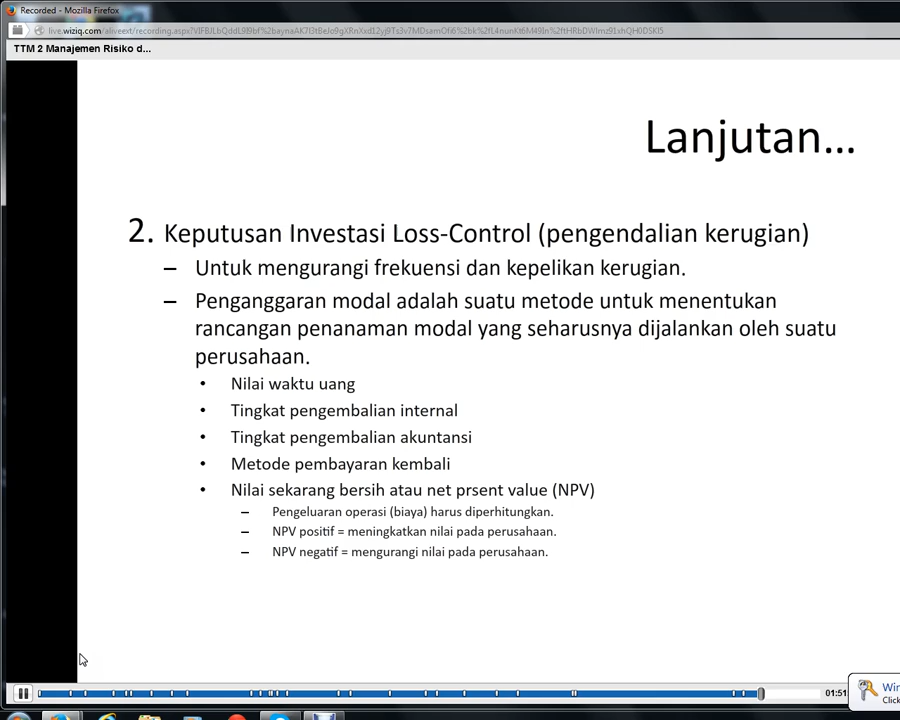 Recorded - Mozilla Firefox
TTM 2 Manajemen Risiko d...
Lanjutan...
2. Keputusan Investasi Loss-Control (pengendalian kerugian)
– Untuk mengurangi frekuensi dan kepelikan kerugian.
– Penganggaran modal adalah suatu metode untuk menentukan
rancangan penanaman modal yang seharusnya dijalankan oleh suatu
perusahaan.
• Nilai waktu uang
• Tingkat pengembalian internal
• Tingkat pengembalian akuntansi
• Metode pembayaran kembali
• Nilai sekarang bersih atau net prsent value (NPV)
– Pengeluaran operasi (biaya) harus diperhitungkan.
– NPV positif = meningkatkan nilai pada perusahaan.
– NPV negatif = mengurangi nilai pada perusahaan.
01:51
Win
Click